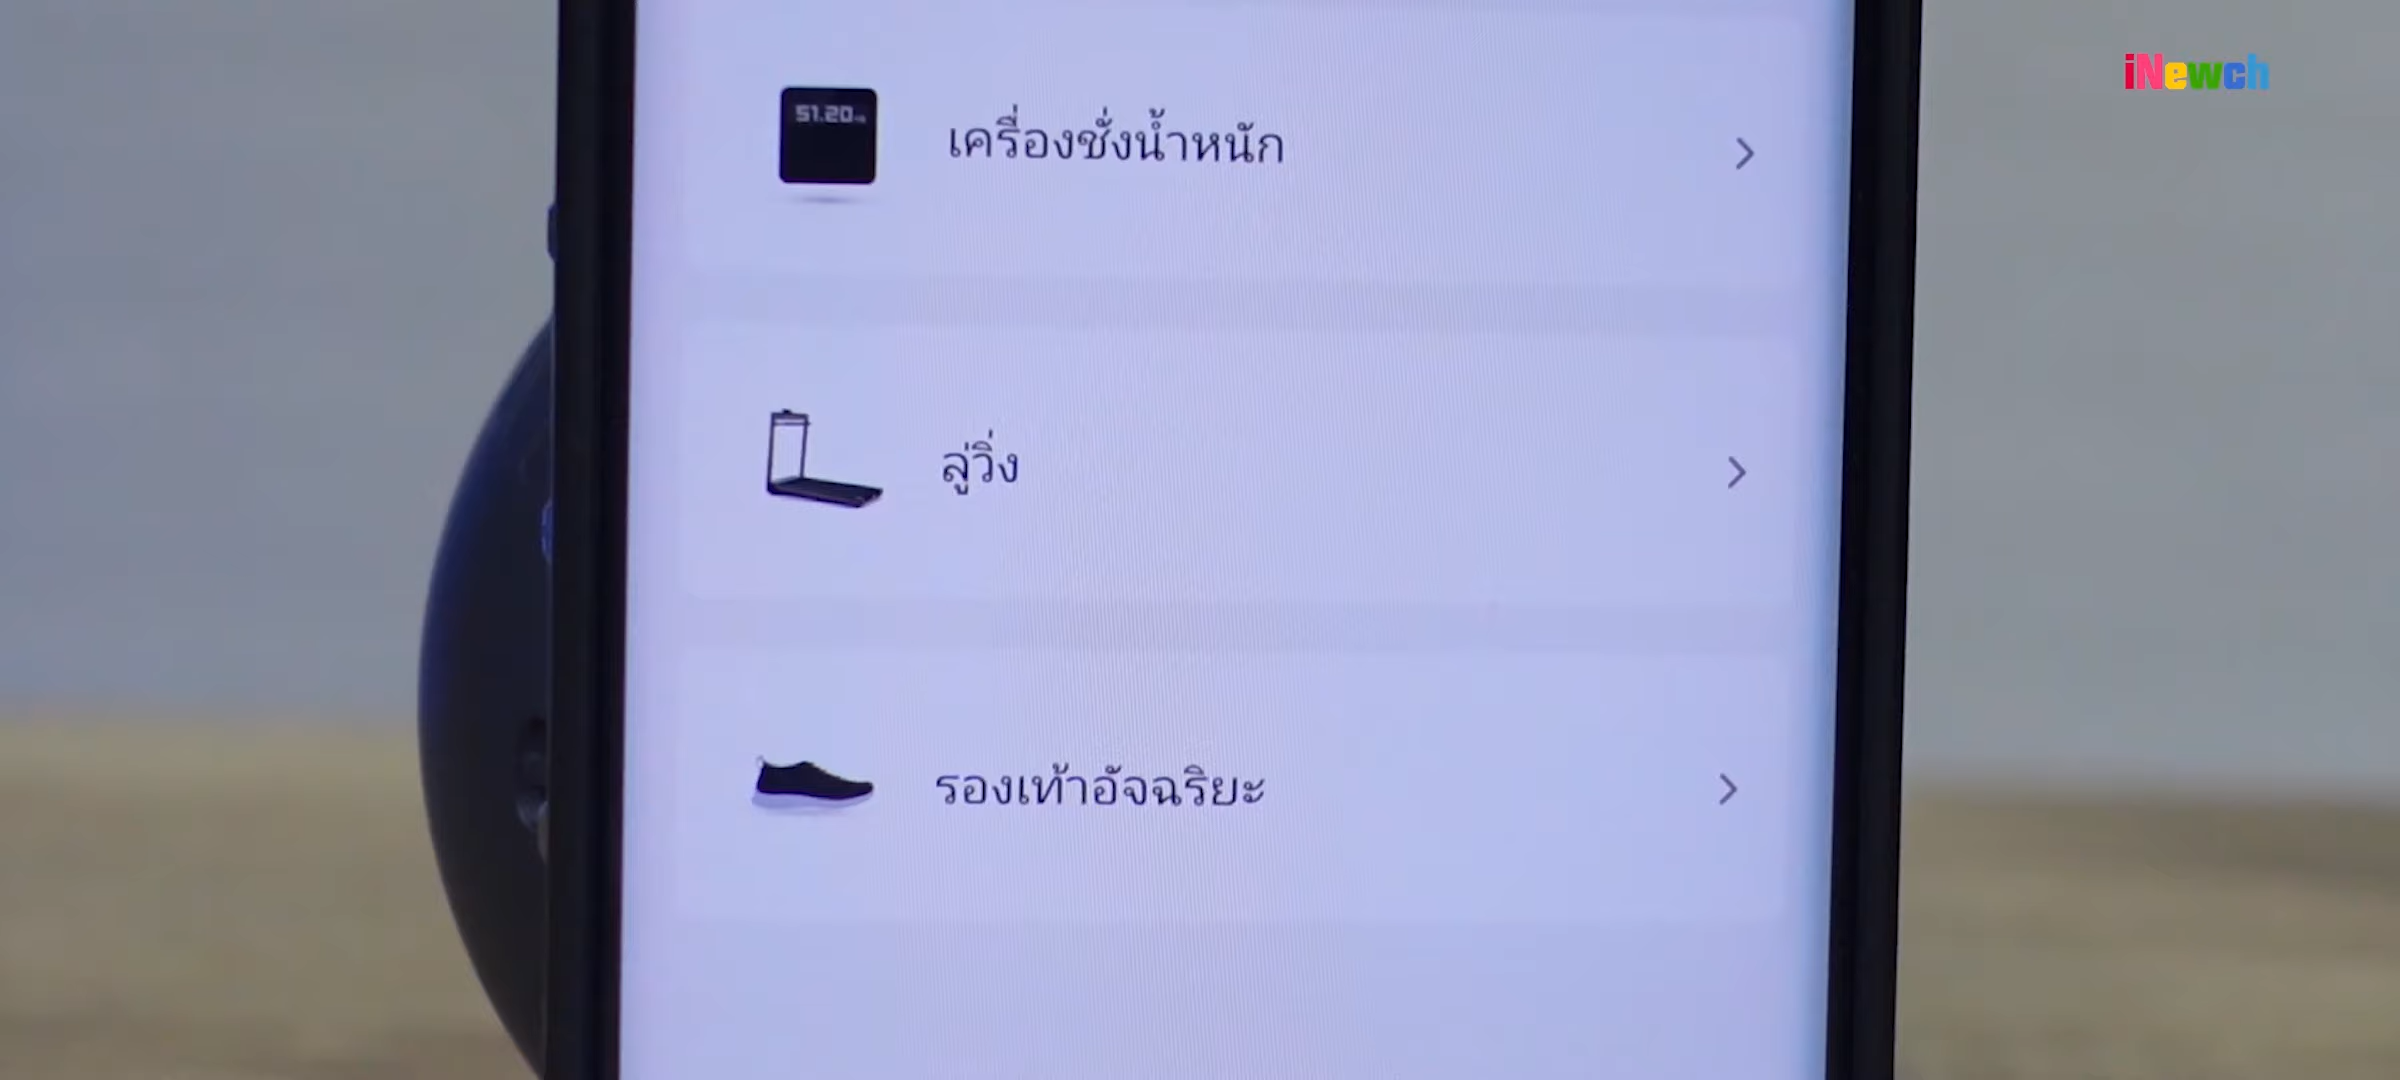 iNewch
51.20
เครื่องชั่งน้ำหนัก
ลู่วิ่ง
รองเท้าอัจฉริยะ